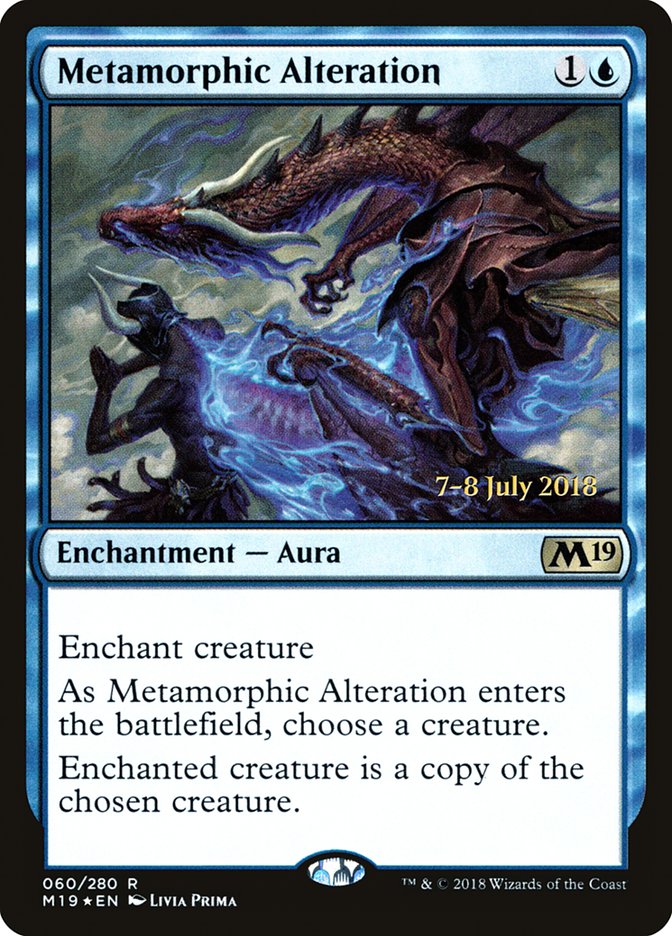 Metamorphic Alteration 1
7–8 July 2018
Enchantment — Aura M19
Enchant creature
As Metamorphic Alteration enters
the battlefield, choose a creature.
Enchanted creature is a copy of the
chosen creature.
060/280 R
M19★EN Livia Prima
™ & © 2018 Wizards of the Coast